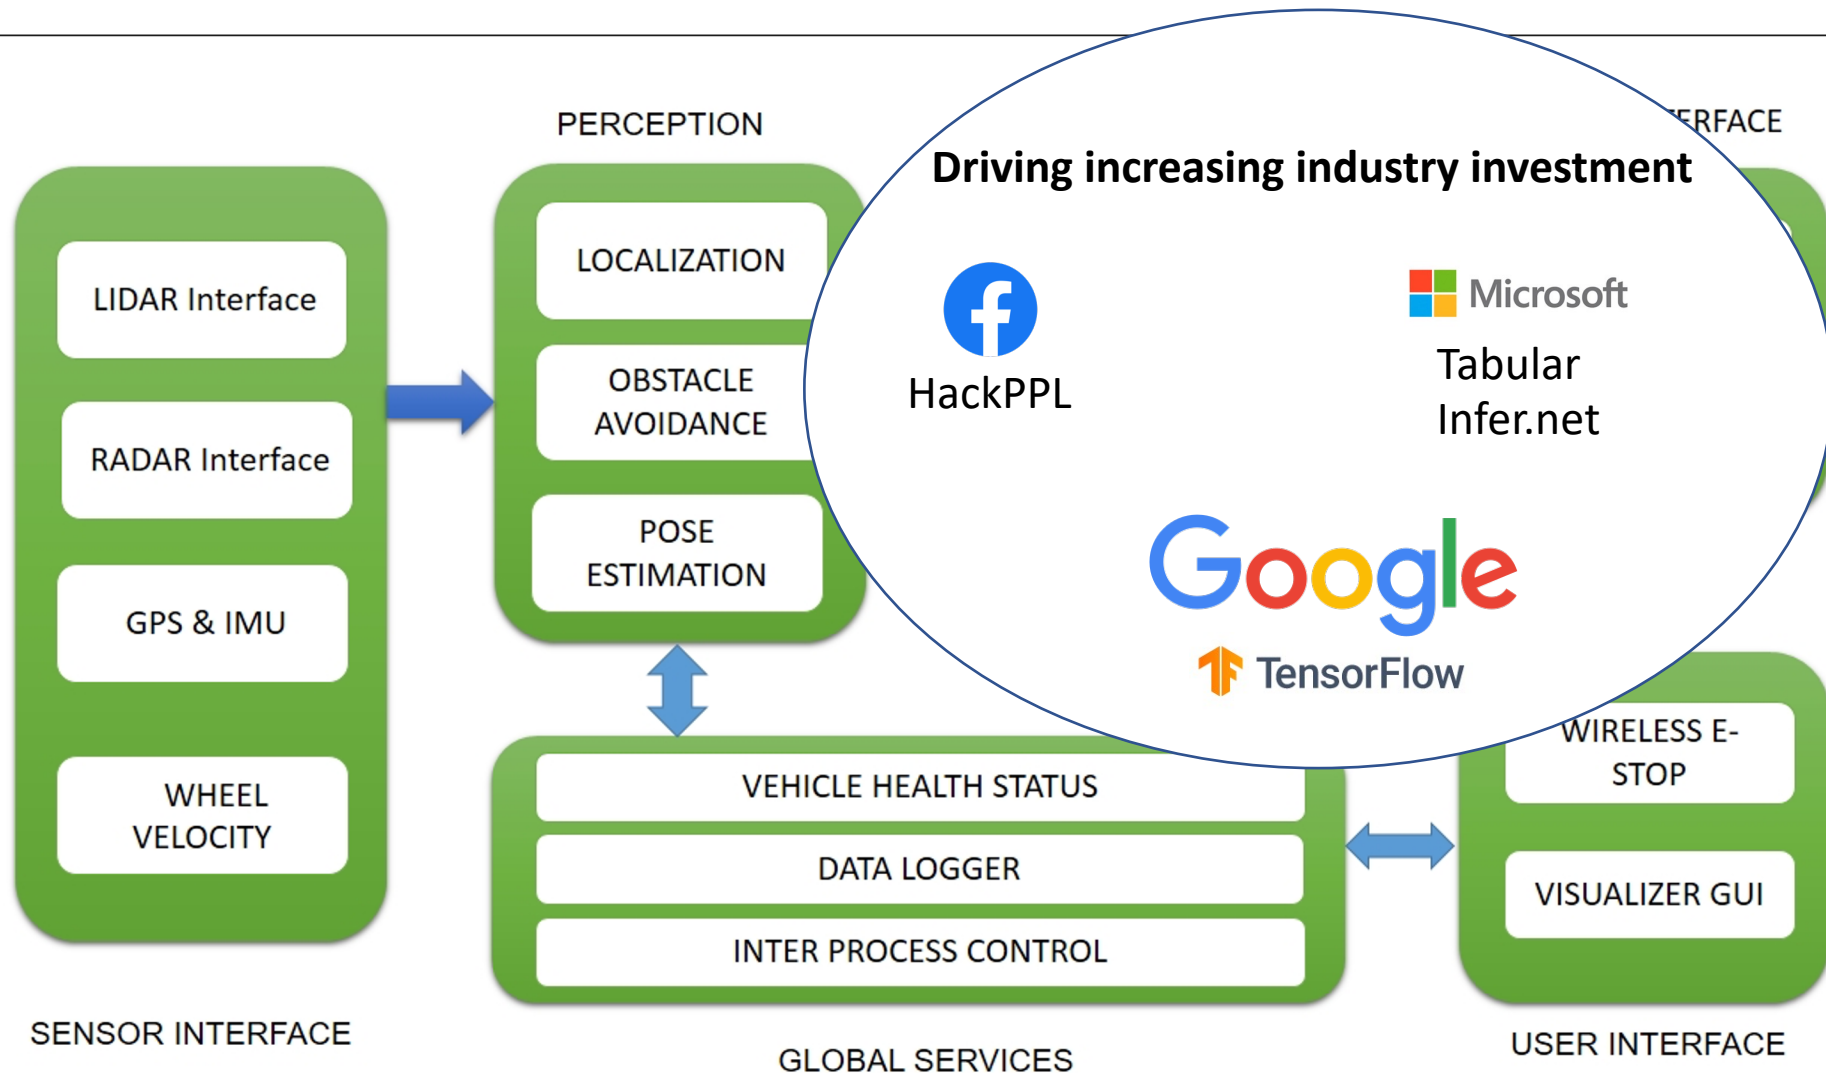 PERCEPTION
Driving increasing industry investment
LIDAR Interface
RADAR Interface
GPS & IMU
WHEEL
VELOCITY
SENSOR INTERFACE
LOCALIZATION
OBSTACLE
AVOIDANCE
POSE
ESTIMATION
HackPPL
Microsoft
Tabular
Infer.net
Google
TensorFlow
VEHICLE HEALTH STATUS
DATA LOGGER
INTER PROCESS CONTROL
GLOBAL SERVICES
WIRELESS E-
STOP
VISUALIZER GUI
USER INTERFACE